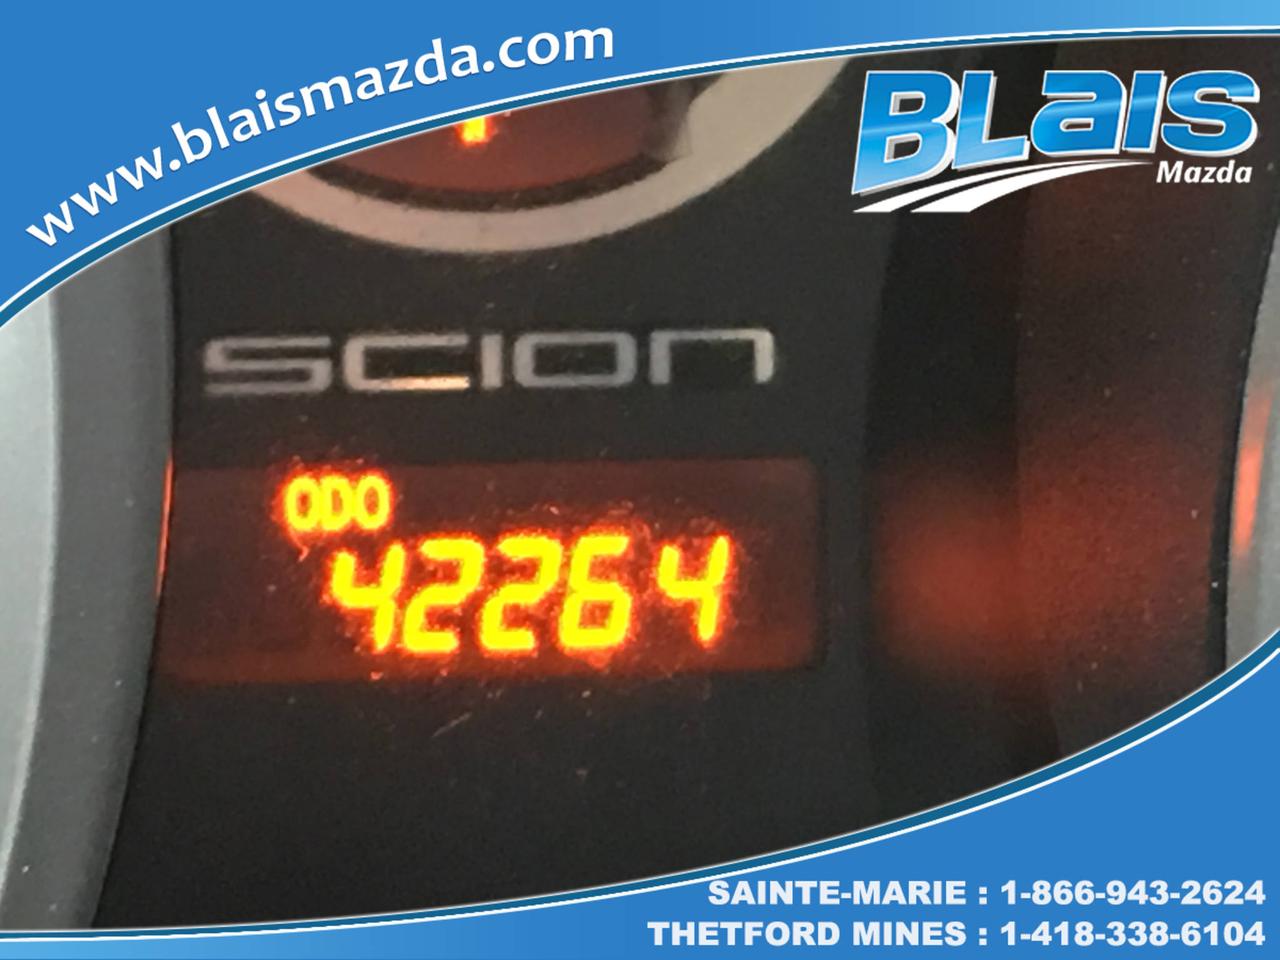 www.blaismazda.com
BLaIS
Mazda
SCION
ODO
42264
SAINTE-MARIE : 1-866-943-2624
THETFORD MINES : 1-418-338-6104